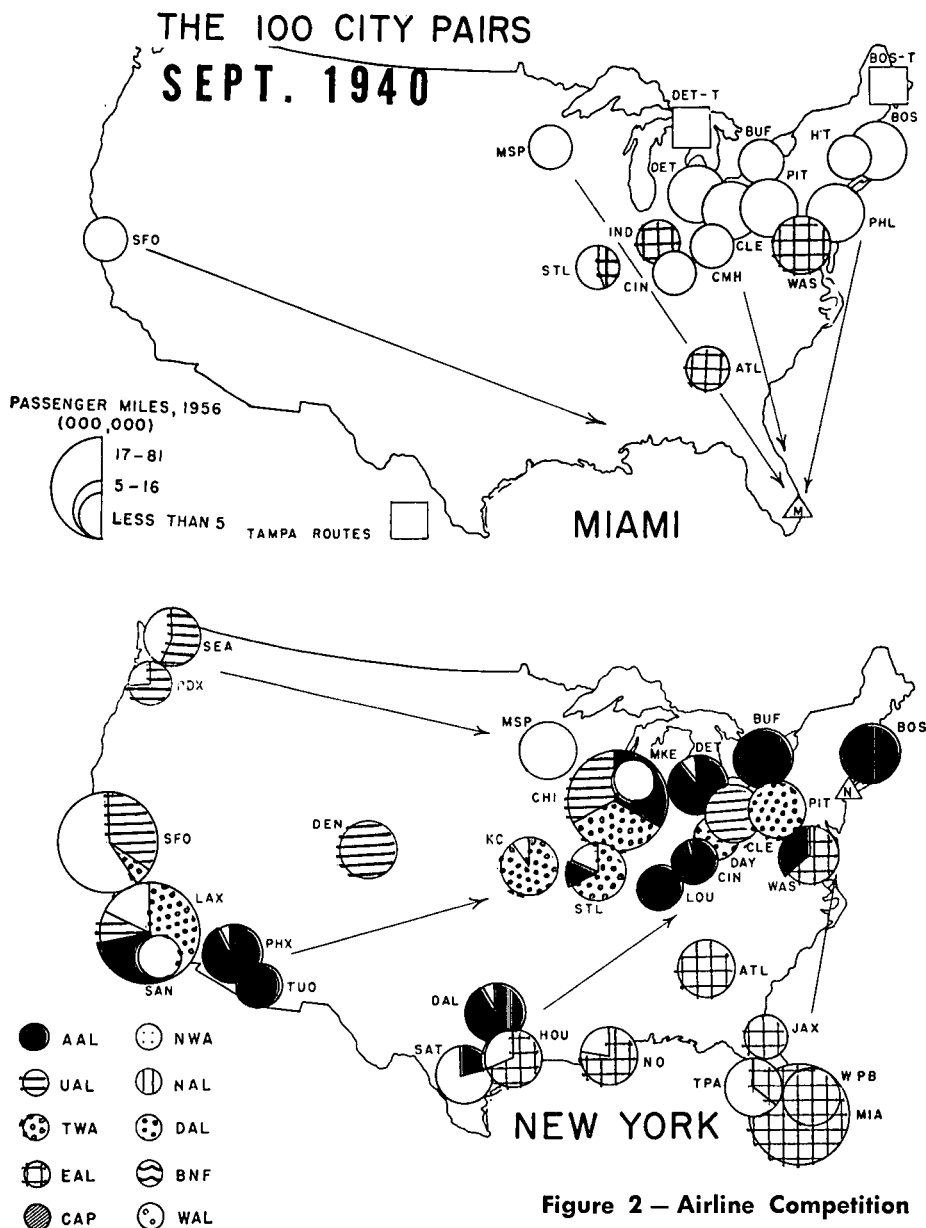 THE 100 CITY PAIRS
SEPT. 1940
BOS-T
DET-T
BOS
BUF
HT
MSP
DET
PIT
PHL
SFO
IND
CLE
STL
CIN
CMH
WAS
ATL
PASSENGER MILES, 1956
(000,000)
17-81
5-16
LESS THAN 5
TAMPA ROUTES
MIAMI
M
SEA
PDX
MSP
BUF
BOS
MKE
DET
CHI
N
PIT
SFO
DEN
KC
CLE
DAY
CIN
WAS
STL
LOU
LAX
PHX
TUO
SAN
ATL
DAL
HOU
JAX
SAT
NO
TPA
WPB
MIA
NEW YORK
AAL NWA
UAL NAL
TWA DAL
EAL BNF
CAP WAL
Figure 2 — Airline Competition